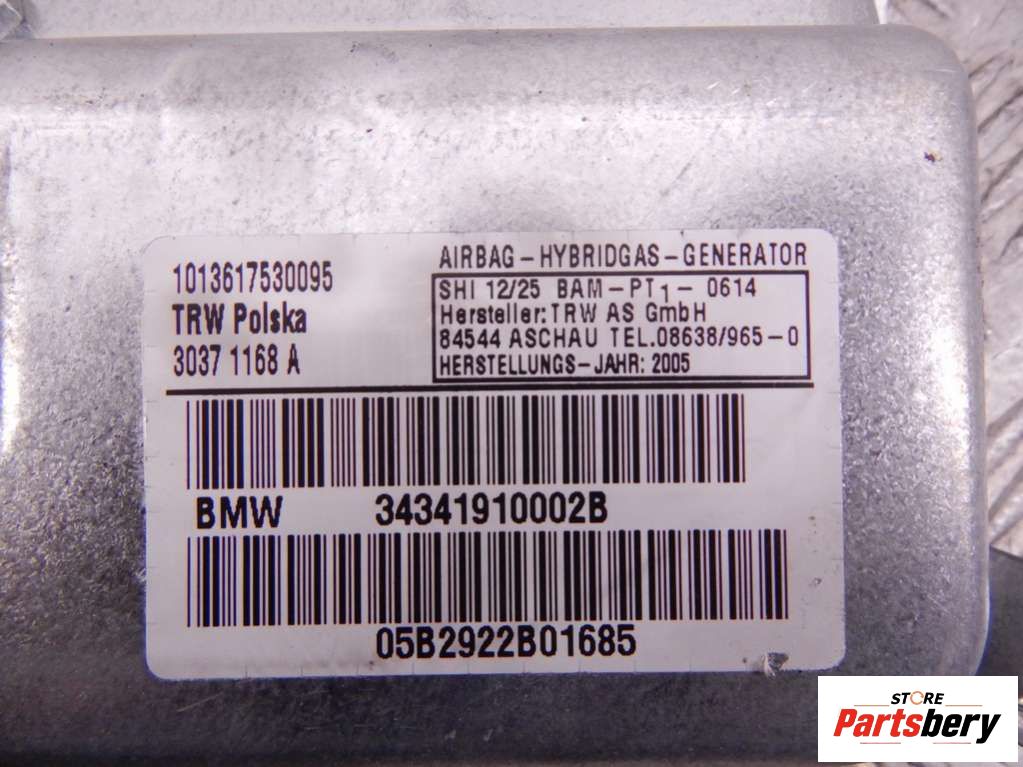 1013617530095
TRW Polska
3037 1168 A
AIRBAG-HYBRIDGAS-GENERATOR
SHI 12/25 BAM-PT1-0614
Hersteller: TRW AS GmbH
84544 ASCHAU TEL.08638/965-0
HERSTELLUNGS-JAHR: 2005
BMW 34341910002B
05B2922B01685
STORE
Partsbery